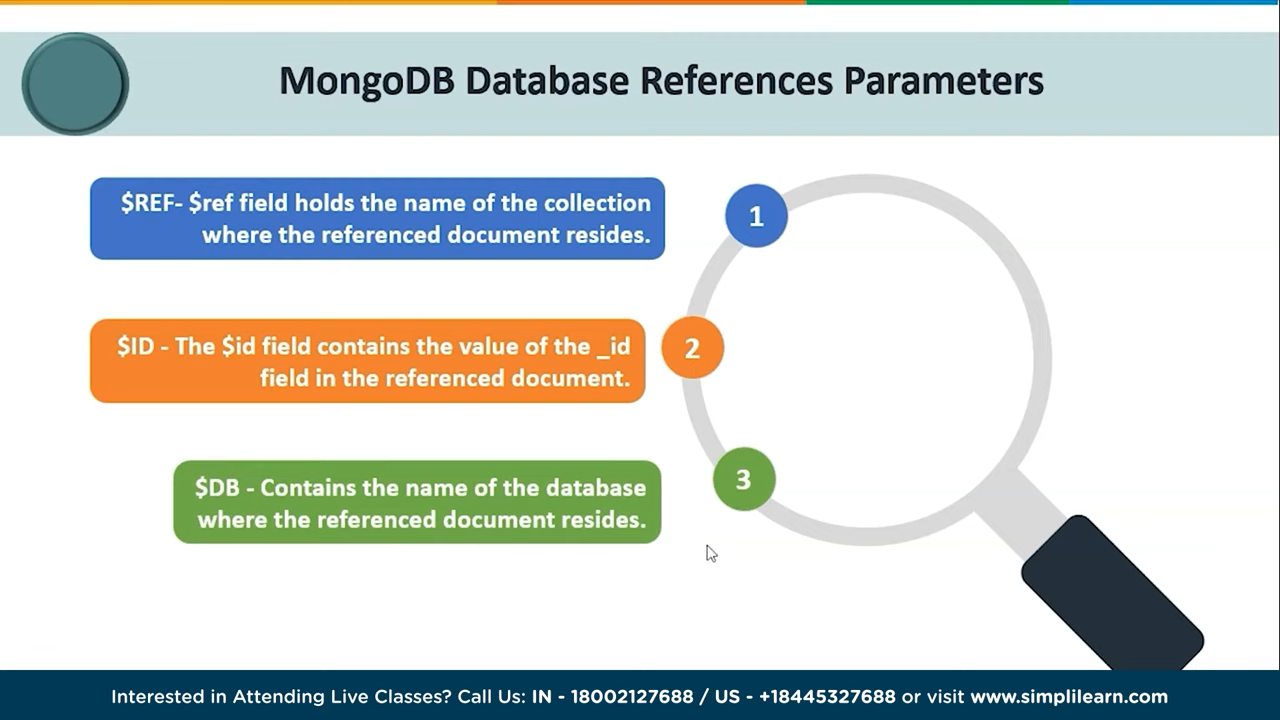 MongoDB Database References Parameters
$REF- $ref field holds the name of the collection
where the referenced document resides.
1
$ID - The $id field contains the value of the _id
field in the referenced document.
2
$DB - Contains the name of the database
where the referenced document resides.
3
Interested in Attending Live Classes? Call Us: IN - 18002127688 / US - +18445327688 or visit www.simplilearn.com